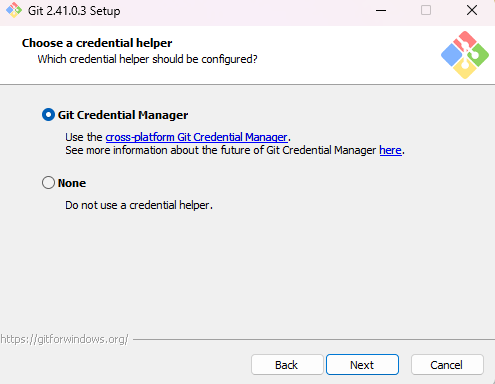 Git 2.41.0.3 Setup
Choose a credential helper
Which credential helper should be configured?
Git Credential Manager
Use the cross-platform Git Credential Manager.
See more information about the future of Git Credential Manager here.
None
Do not use a credential helper.
https://gitforwindows.org/
Back Next Cancel